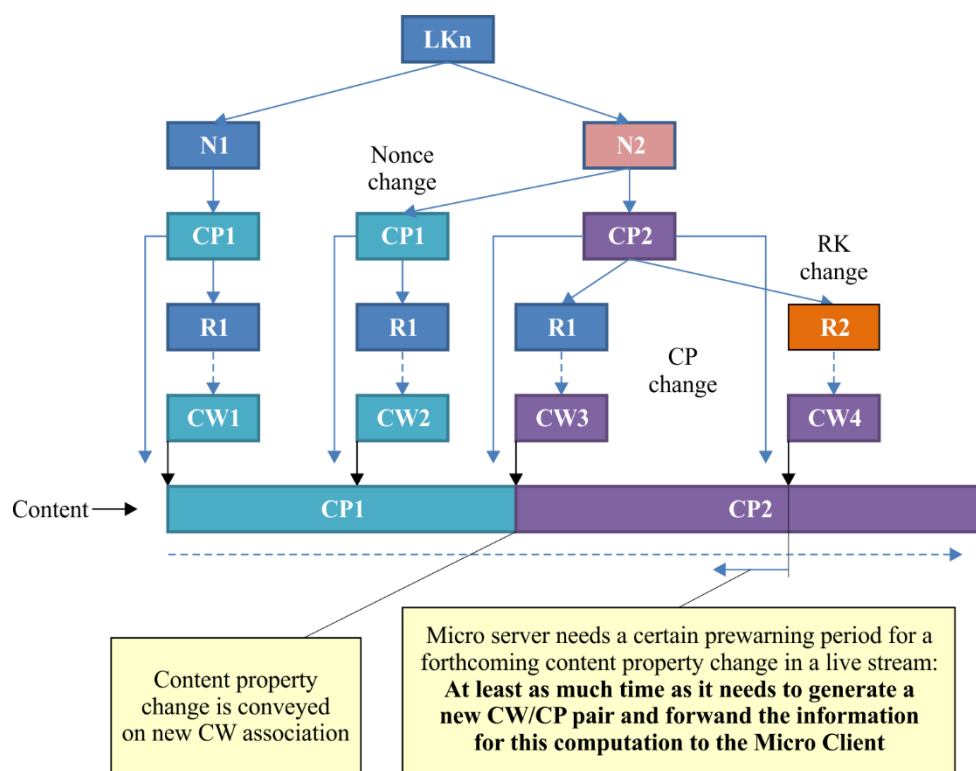 LKn
N1
N2
Nonce
change
CP1
CP1
CP2
RK
change
R1
R1
R1
R2
CP
change
CW1
CW2
CW3
CW4
Content
CP1
CP2
Content property
change is conveyed
on new CW association
Micro server needs a certain prewarning period for a
forthcoming content property change in a live stream:
At least as much time as it needs to generate a
new CW/CP pair and forwand the information
for this computation to the Micro Client